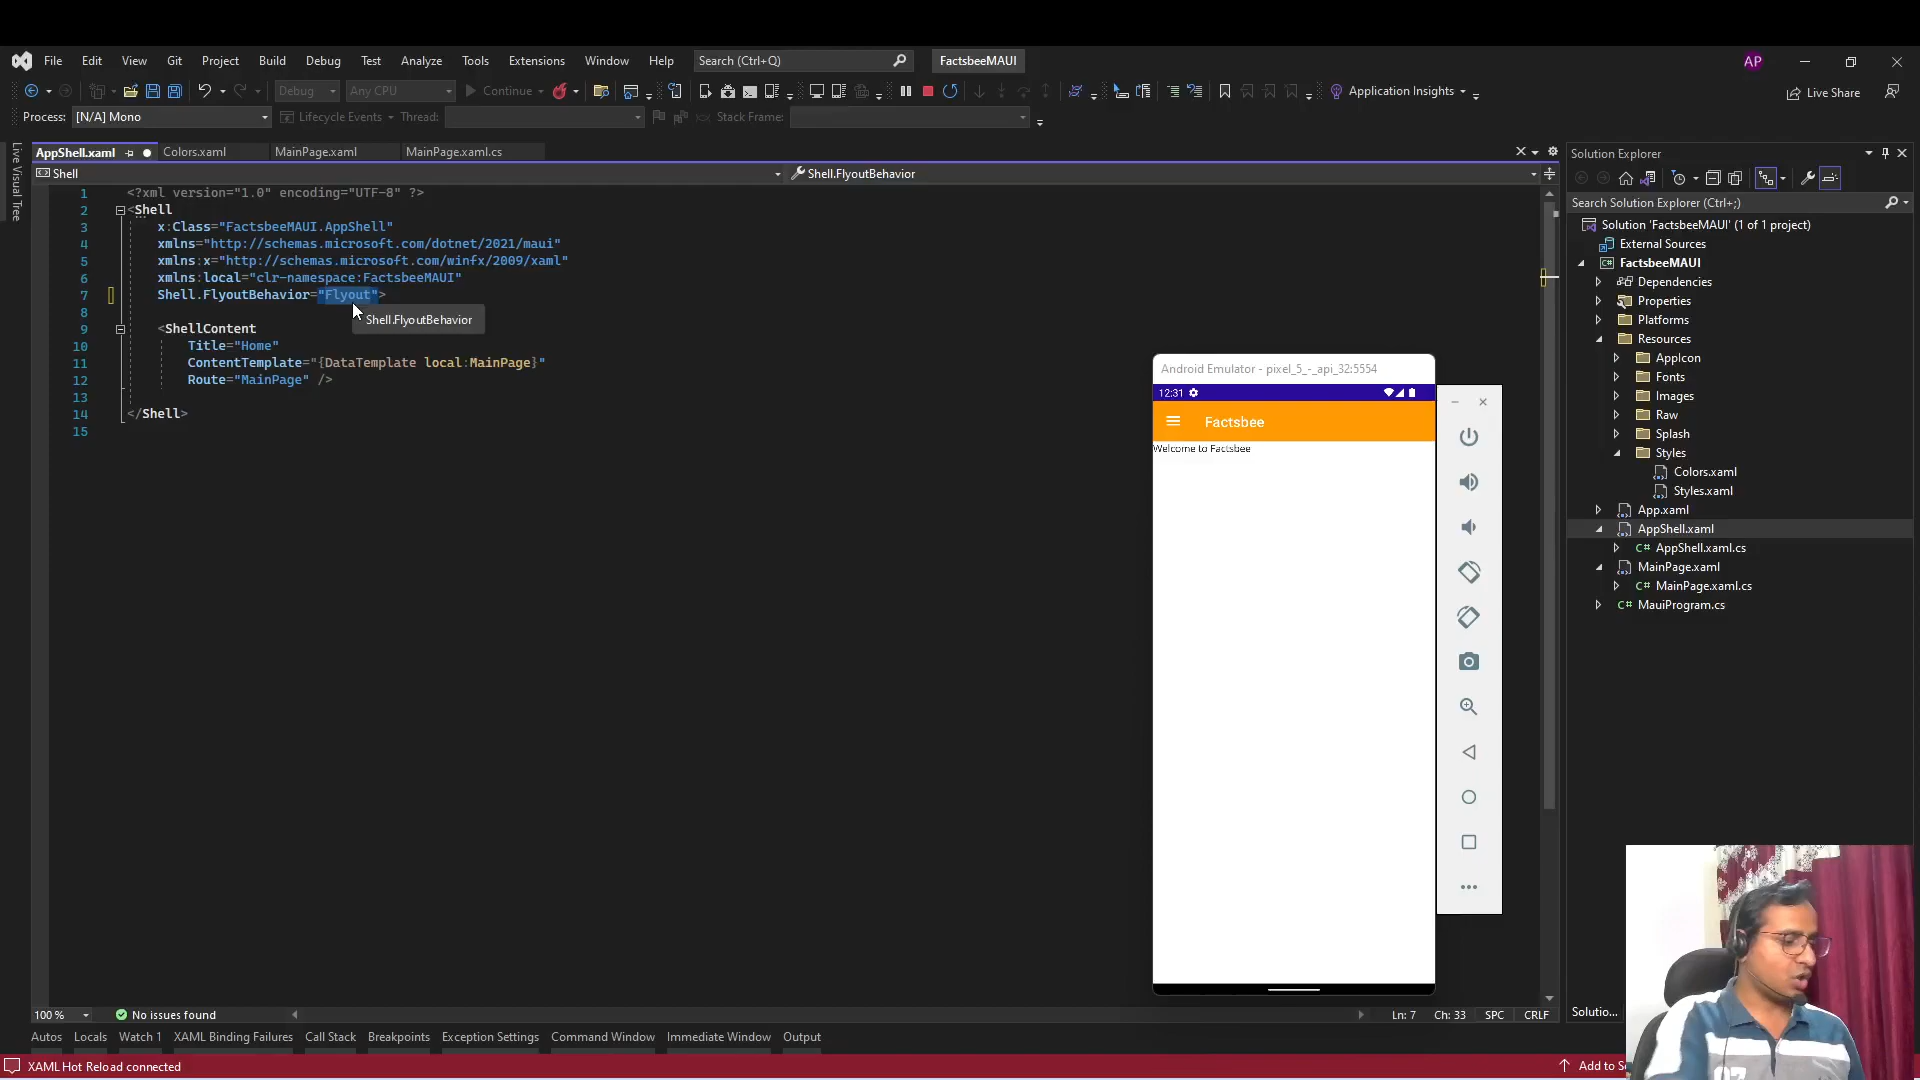 File Edit View Git Project Build Debug Test Analyze Tools Extensions Window Help Search (Ctrl+Q) FactsbeeMAUI AP
Debug Any CPU Continue Application Insights Live Share
Process: [N/A] Mono Lifecycle Events Thread: Stack Frame:
Live Visual Tree
AppShell.xaml Colors.xaml MainPage.xaml MainPage.xaml.cs
Shell Shell.FlyoutBehavior
1 <?xml version="1.0" encoding="UTF-8" ?>
2 <Shell
3 x:Class="FactsbeeMAUI.AppShell"
4 xmlns="http://schemas.microsoft.com/dotnet/2021/maui"
5 xmlns:x="http://schemas.microsoft.com/winfx/2009/xaml"
6 xmlns:local="clr-namespace:FactsbeeMAUI"
7 Shell.FlyoutBehavior="Flyout">
8
Shell.FlyoutBehavior
9 <ShellContent
10 Title="Home"
11 ContentTemplate="{DataTemplate local:MainPage}"
12 Route="MainPage" />
13
14 </Shell>
15
Android Emulator - pixel_5_-_api_32:5554
12:31
Factsbee
Welcome to Factsbee
Solution Explorer
Search Solution Explorer (Ctrl+;)
Solution 'FactsbeeMAUI' (1 of 1 project)
External Sources
FactsbeeMAUI
Dependencies
Properties
Platforms
Resources
AppIcon
Fonts
Images
Raw
Splash
Styles
Colors.xaml
Styles.xaml
App.xaml
AppShell.xaml
C# AppShell.xaml.cs
MainPage.xaml
C# MainPage.xaml.cs
C# MauiProgram.cs
100 % No issues found Ln: 7 Ch: 33 SPC CRLF
Solutio...
Autos Locals Watch 1 XAML Binding Failures Call Stack Breakpoints Exception Settings Command Window Immediate Window Output
XAML Hot Reload connected Add to